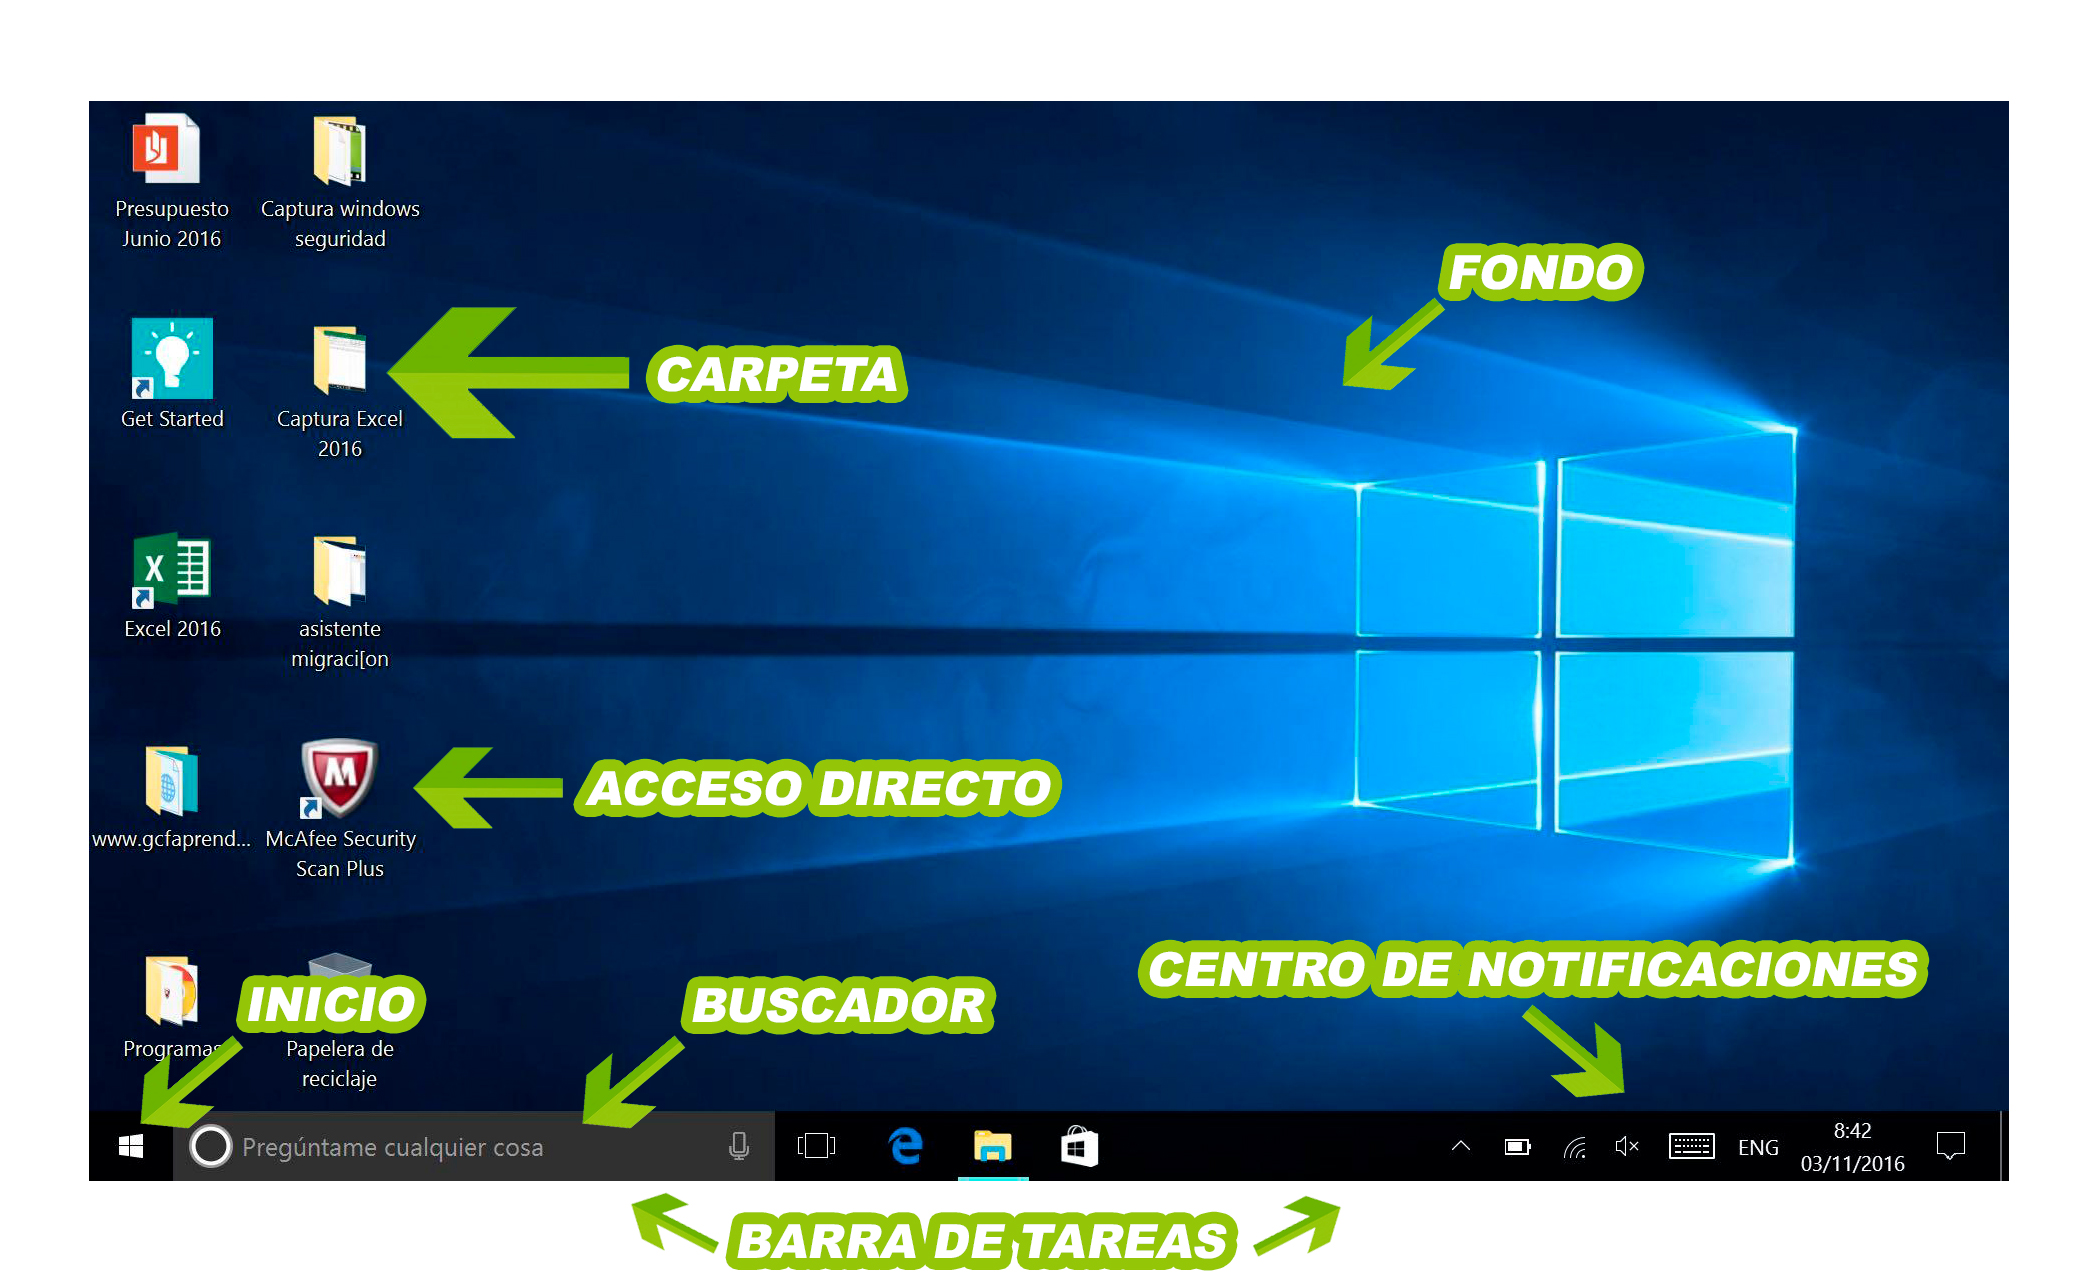 Presupuesto
Junio 2016
Captura windows
seguridad
FONDO
Get Started
Captura Excel
2016
CARPETA
X
Excel 2016
asistente
migraci[on
www.gcfaprend...
M
McAfee Security
Scan Plus
ACCESO DIRECTO
Programas
Papelera de
reciclaje
INICIO
BUSCADOR
CENTRO DE NOTIFICACIONES
Pregúntame cualquier cosa
ENG
8:42
03/11/2016
BARRA DE TAREAS